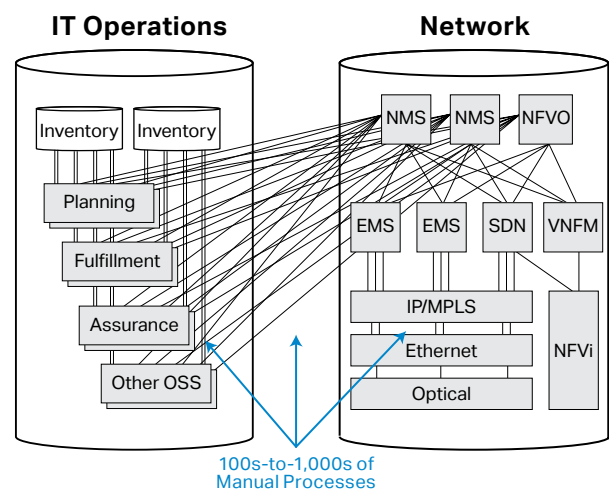 IT Operations
Network
Inventory
Inventory
Planning
Fulfillment
Assurance
Other OSS
NMS
NMS
NFVO
EMS
EMS
SDN
VNFM
IP/MPLS
Ethernet
Optical
NFVi
100s-to-1,000s of
Manual Processes